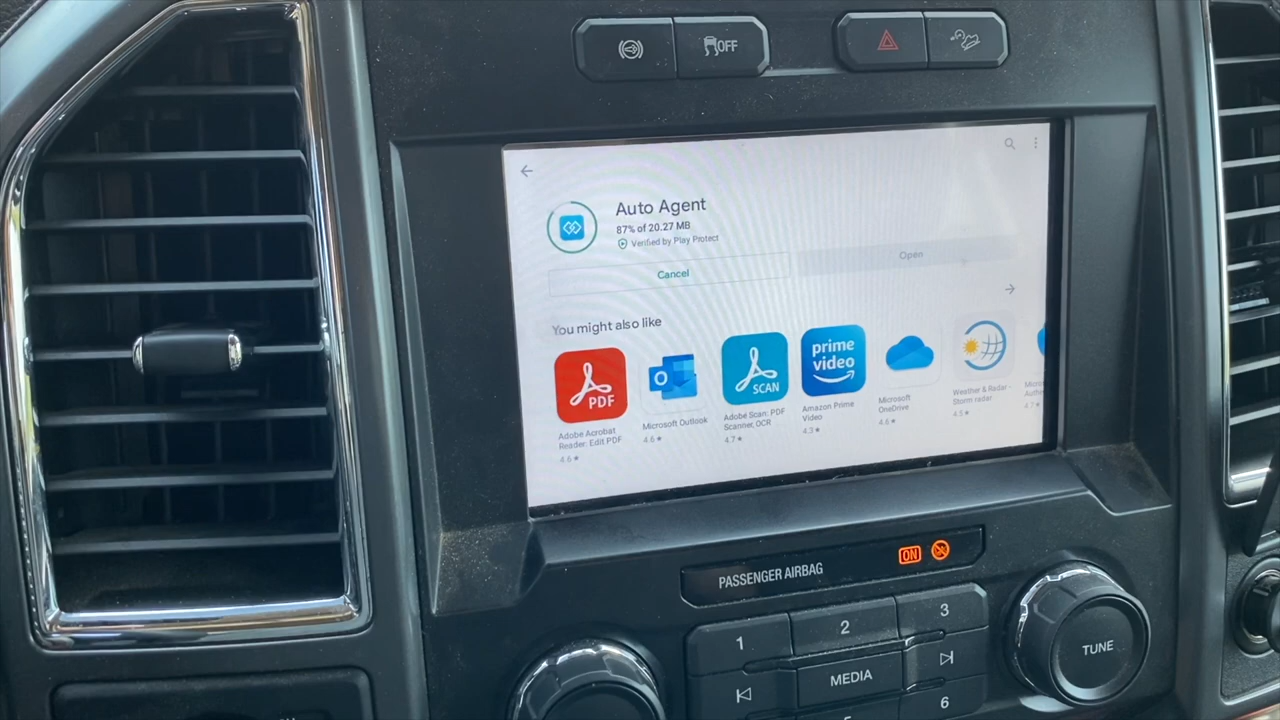 OFF
Auto Agent
87% of 20.27 MB
Verified by Play Protect
Cancel
Open
You might also like
PDF
O
SCAN
prime
video
Adobe Acrobat
Reader: Edit PDF
4.6★
Microsoft Outlook
4.6★
Adobe Scan: PDF
Scanner, OCR
4.7★
Amazon Prime
Video
4.3★
Microsoft
OneDrive
4.6★
Weather & Radar -
Storm radar
4.5★
4.7★
PASSENGER AIRBAG
ON
1
2
3
MEDIA
6
TUNE